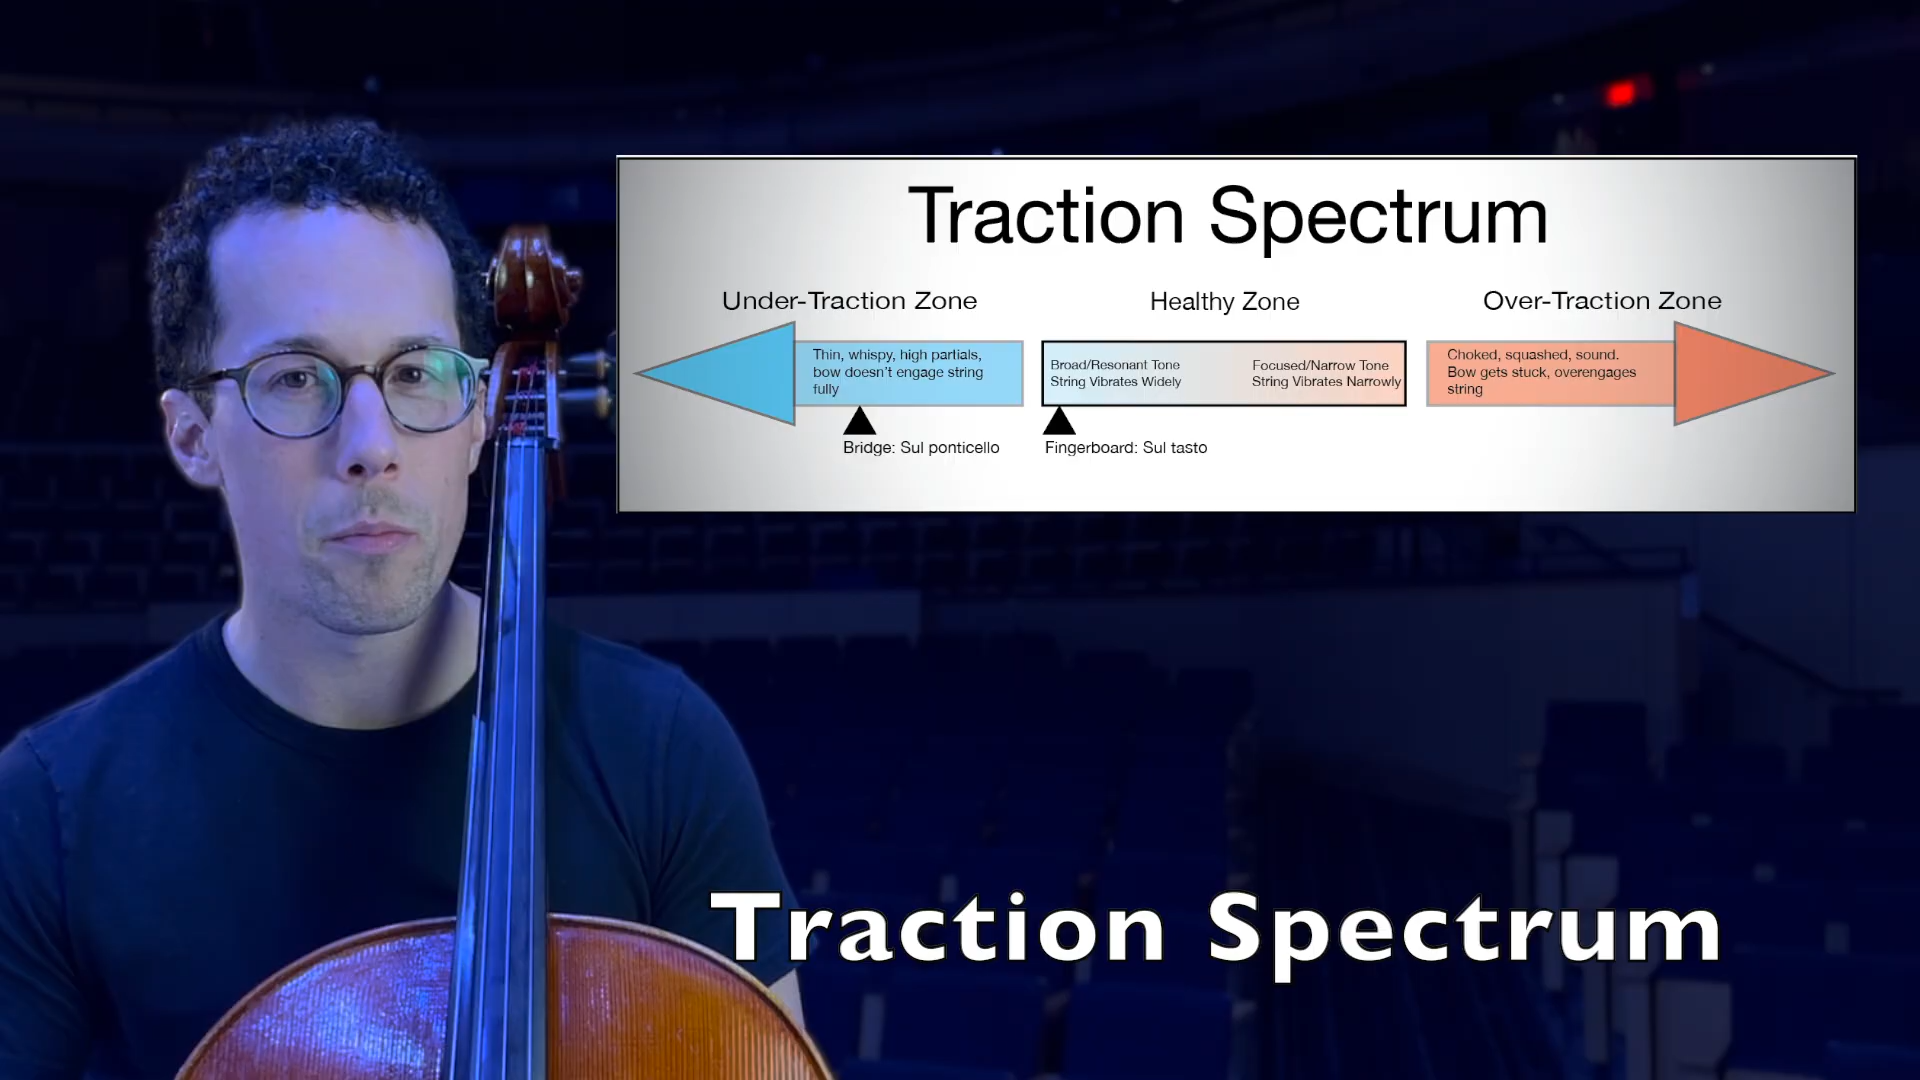 Traction Spectrum
Under-Traction Zone
Healthy Zone
Over-Traction Zone
Thin, whispy, high partials,
bow doesn't engage string
fully
Broad/Resonant Tone
String Vibrates Widely
Focused/Narrow Tone
String Vibrates Narrowly
Choked, squashed, sound.
Bow gets stuck, overengages
string
Bridge: Sul ponticello
Fingerboard: Sul tasto
Traction Spectrum